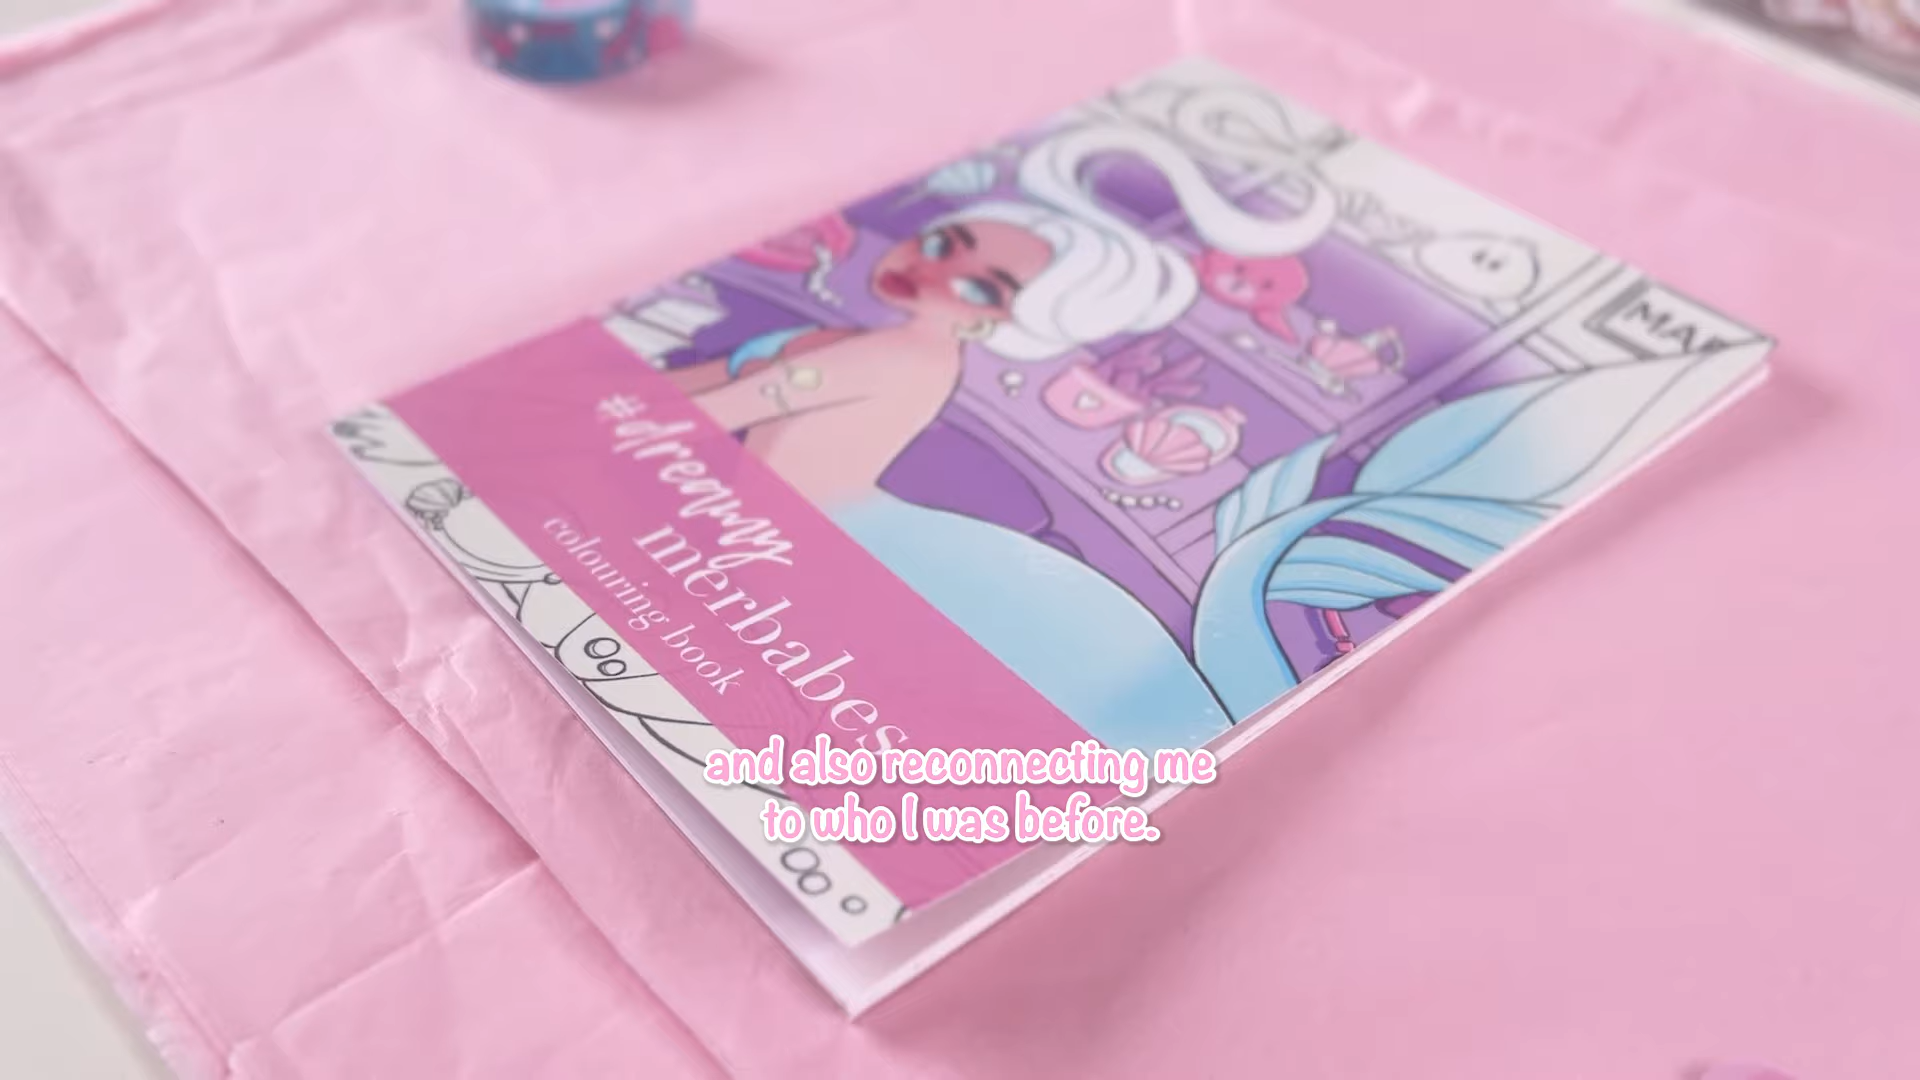 #dreamy
merbabes
colouring book
and also reconnecting me
to who I was before.